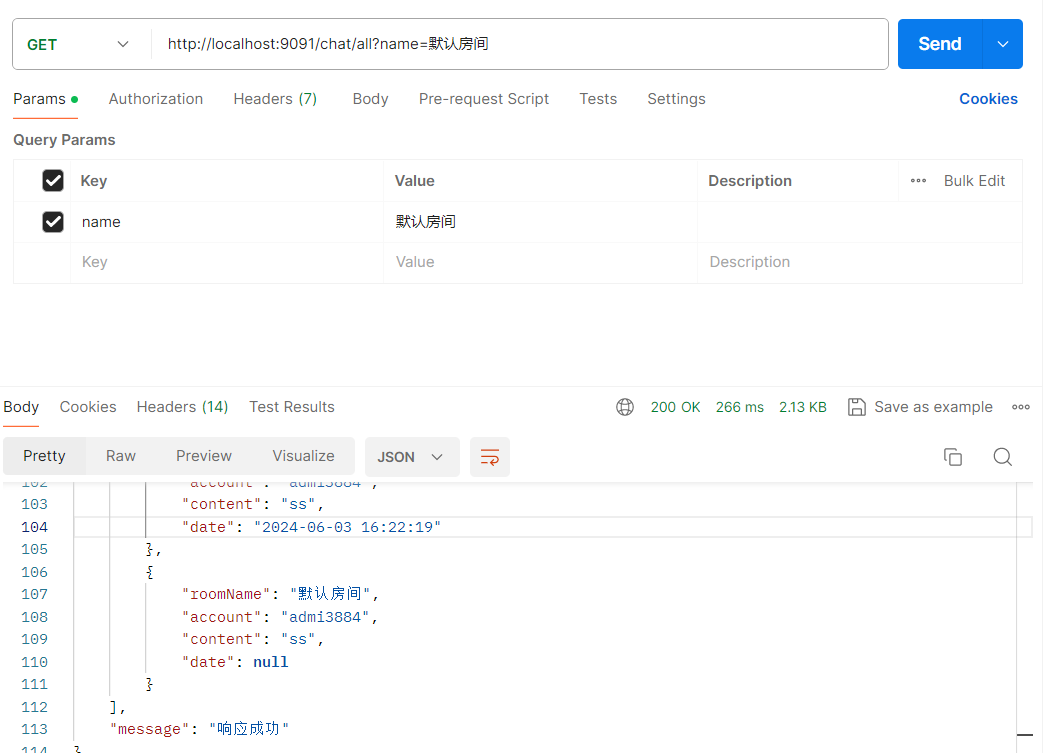 GET http://localhost:9091/chat/all?name=默认房间 Send
Params Authorization Headers (7) Body Pre-request Script Tests Settings Cookies
Query Params
Key Value Description Bulk Edit
name 默认房间
Key Value Description
Body Cookies Headers (14) Test Results 200 OK 266 ms 2.13 KB Save as example
Pretty Raw Preview Visualize JSON
102 "account": "admi3884",
103 "content": "ss",
104 "date": "2024-06-03 16:22:19"
105 },
106 {
107 "roomName": "默认房间",
108 "account": "admi3884",
109 "content": "ss",
110 "date": null
111 }
112 ],
113 "message": "响应成功"
114 }